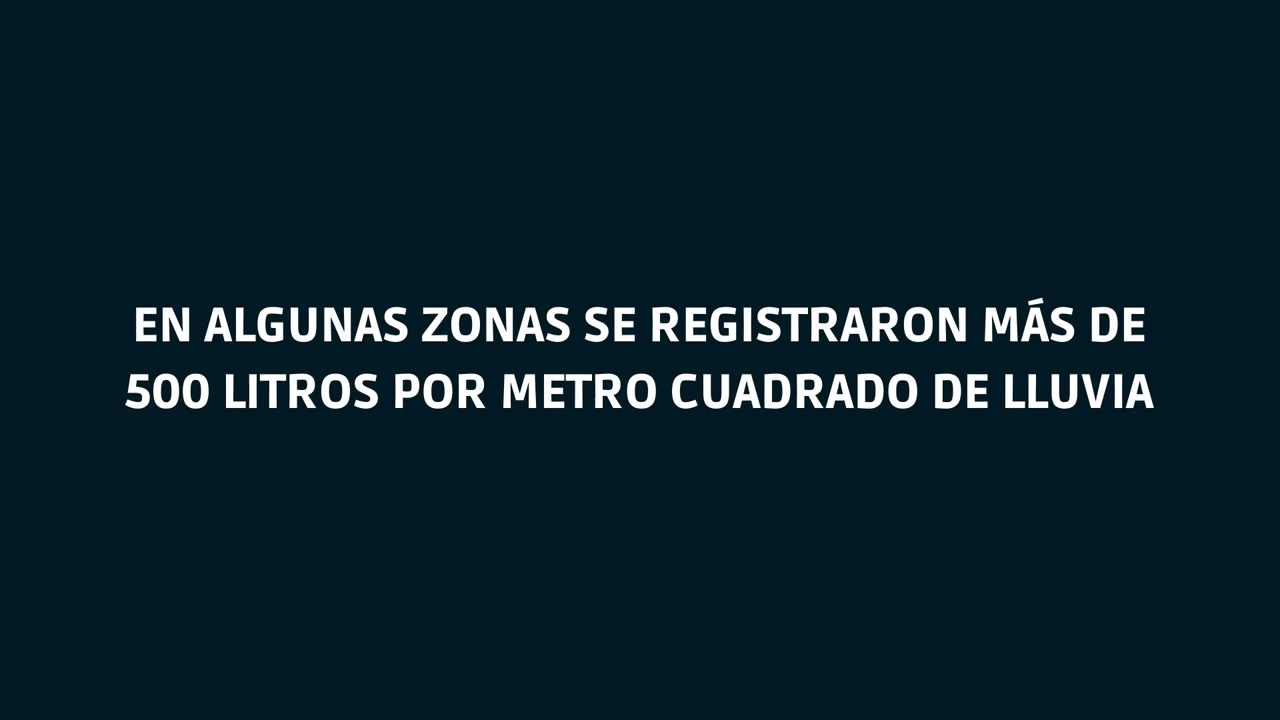 EN ALGUNAS ZONAS SE REGISTRARON MÁS DE
500 LITROS POR METRO CUADRADO DE LLUVIA